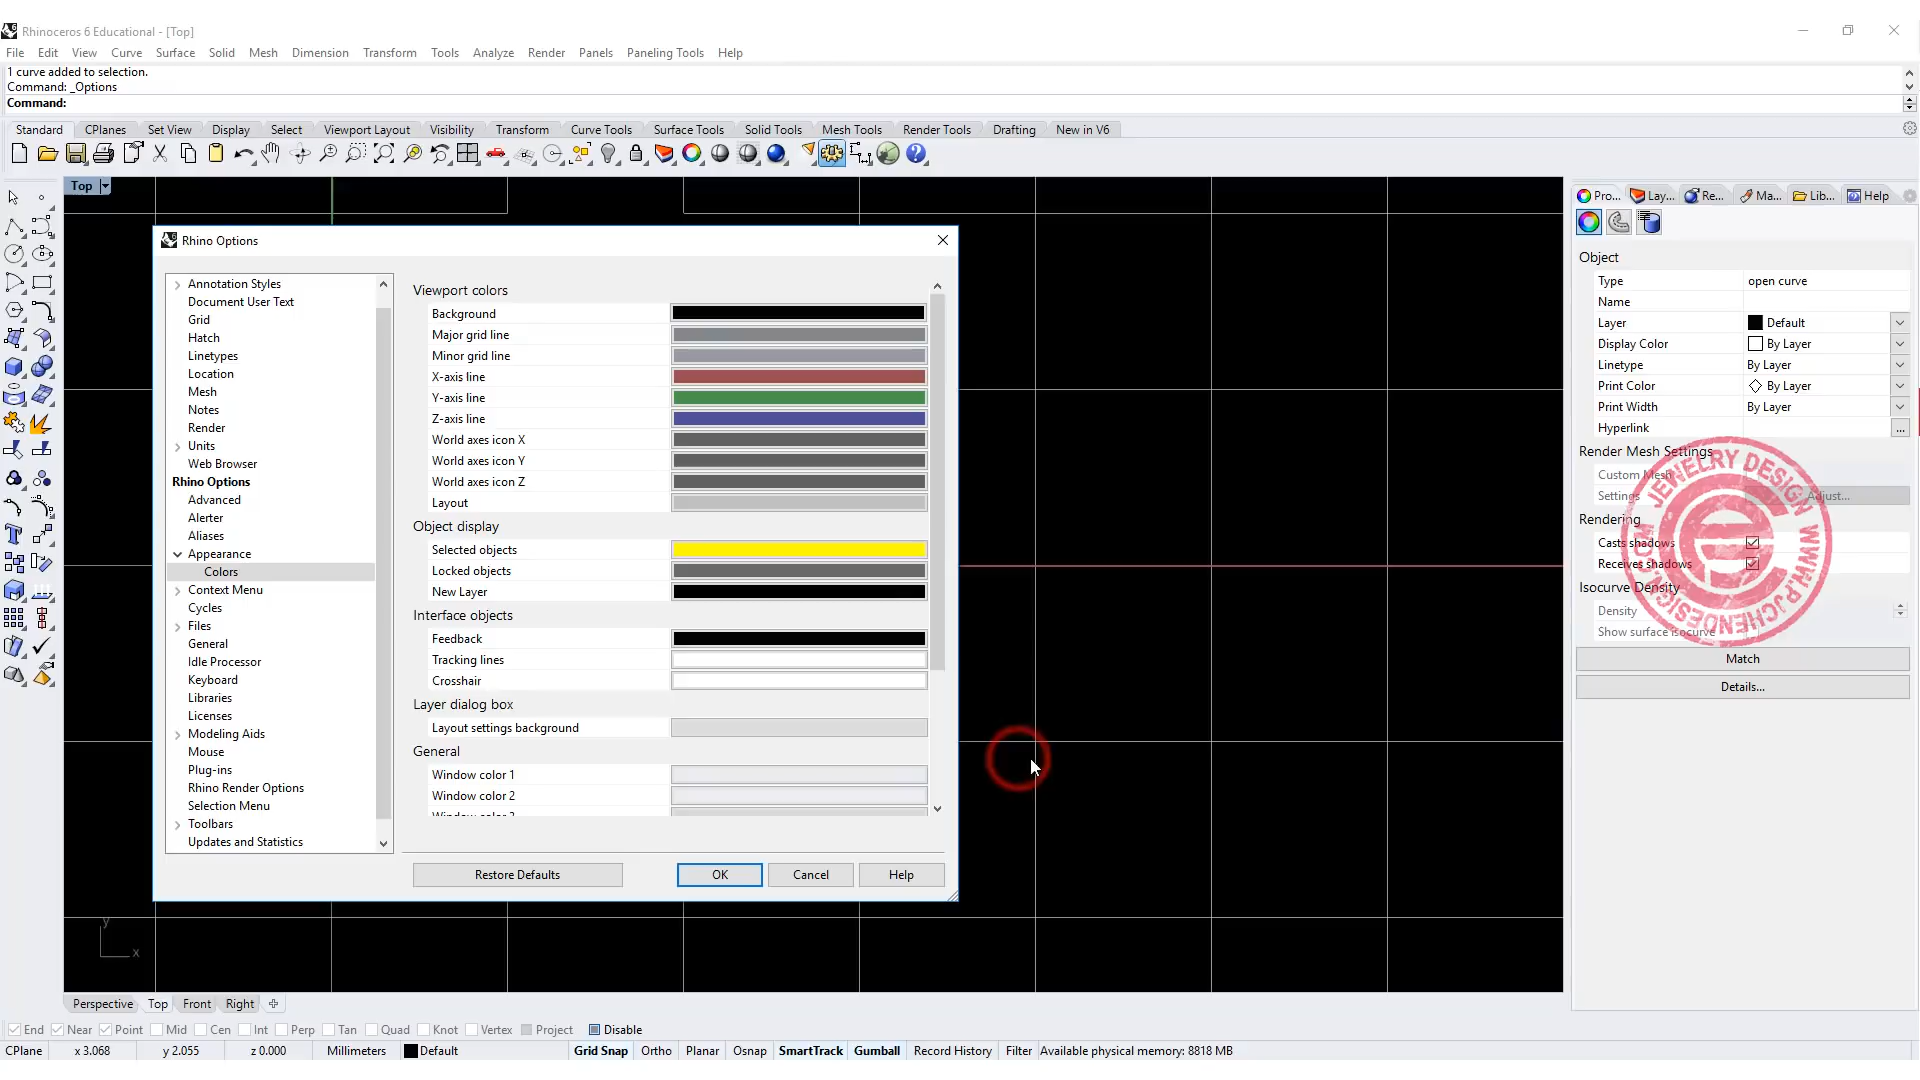 Rhinoceros 6 Educational - [Top]
File Edit View Curve Surface Solid Mesh Dimension Transform Tools Analyze Render Panels Paneling Tools Help
1 curve added to selection.
Command: _Options
Command:
Standard CPlanes Set View Display Select Viewport Layout Visibility Transform Curve Tools Surface Tools Solid Tools Mesh Tools Render Tools Drafting New in V6
Top
Pro... Lay... Re... Ma... Lib... Help
Rhino Options
Annotation Styles
Document User Text
Grid
Hatch
Linetypes
Location
Mesh
Notes
Render
Units
Web Browser
Rhino Options
Advanced
Alerter
Aliases
Appearance
Colors
Context Menu
Cycles
Files
General
Idle Processor
Keyboard
Libraries
Licenses
Modeling Aids
Mouse
Plug-ins
Rhino Render Options
Selection Menu
Toolbars
Updates and Statistics
Viewport colors
Background
Major grid line
Minor grid line
X-axis line
Y-axis line
Z-axis line
World axes icon X
World axes icon Y
World axes icon Z
Layout
Object display
Selected objects
Locked objects
New Layer
Interface objects
Feedback
Tracking lines
Crosshair
Layer dialog box
Layout settings background
General
Window color 1
Window color 2
Restore Defaults OK Cancel Help
Object
Type open curve
Name
Layer Default
Display Color By Layer
Linetype By Layer
Print Color By Layer
Print Width By Layer
Hyperlink ...
Render Mesh Settings
Custom Mesh
Settings Adjust...
Rendering
Casts shadows
Receives shadows
Isocurve Density
Density
Show surface isocurve
Match
Details...
JEWELRY DESIGN WWW.PJCHENDESIGN.COM
y
x
Perspective Top Front Right
End Near Point Mid Cen Int Perp Tan Quad Knot Vertex Project Disable
CPlane x 3.068 y 2.055 z 0.000 Millimeters Default Grid Snap Ortho Planar Osnap SmartTrack Gumball Record History Filter Available physical memory: 8818 MB